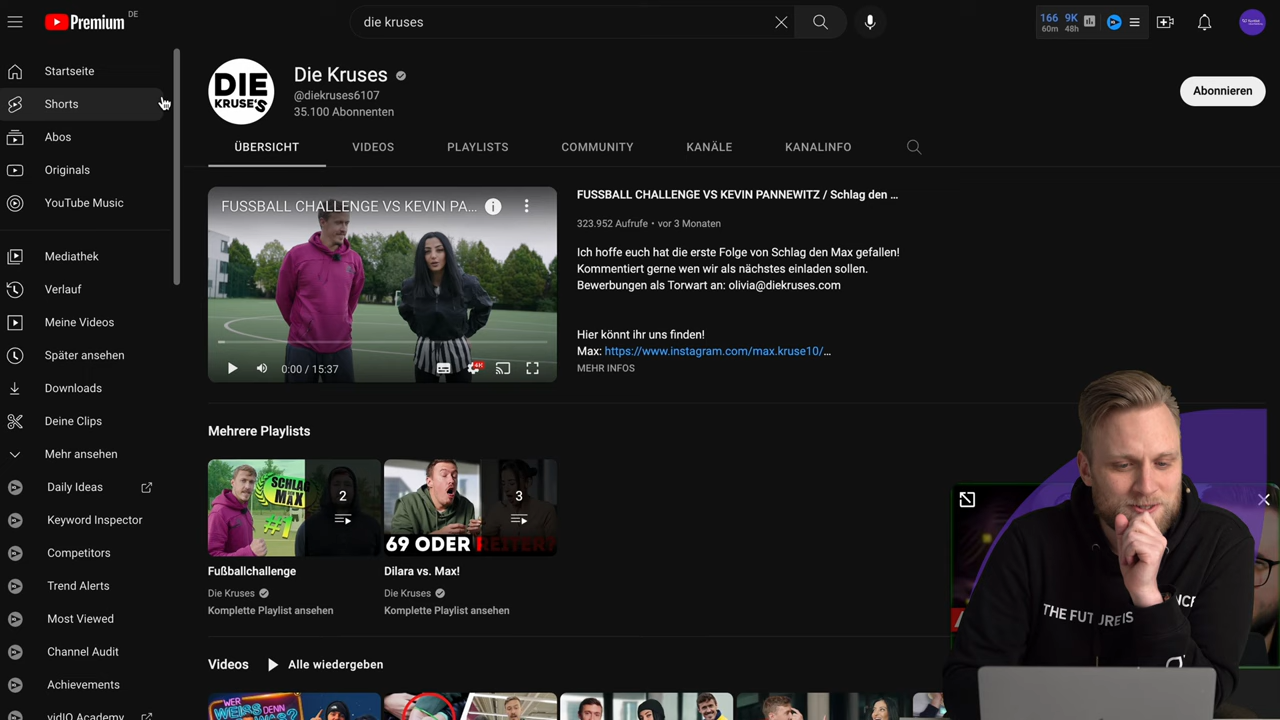 Premium DE
die kruses
166 9K
60m 48h
Startseite
Shorts
Abos
Originals
YouTube Music
Mediathek
Verlauf
Meine Videos
Später ansehen
Downloads
Deine Clips
Mehr ansehen
Daily Ideas
Keyword Inspector
Competitors
Trend Alerts
Most Viewed
Channel Audit
Achievements
vidIQ Academy
DIE
KRUSE'S
Die Kruses
@diekruses6107
35.100 Abonnenten
Abonnieren
ÜBERSICHT
VIDEOS
PLAYLISTS
COMMUNITY
KANÄLE
KANALINFO
FUSSBALL CHALLENGE VS KEVIN PA...
0:00 / 15:37
4K
FUSSBALL CHALLENGE VS KEVIN PANNEWITZ / Schlag den ...
323.952 Aufrufe • vor 3 Monaten
Ich hoffe euch hat die erste Folge von Schlag den Max gefallen!
Kommentiert gerne wen wir als nächstes einladen sollen.
Bewerbungen als Torwart an: olivia@diekruses.com
Hier könnt ihr uns finden!
Max: https://www.instagram.com/max.kruse10/...
MEHR INFOS
Mehrere Playlists
SCHLAG
MAX
#1
2
69 ODER REITER?
3
Fußballchallenge
Die Kruses
Komplette Playlist ansehen
Dilara vs. Max!
Die Kruses
Komplette Playlist ansehen
Videos
Alle wiedergeben
WER
WEISS DENN
THE FUTURE IS